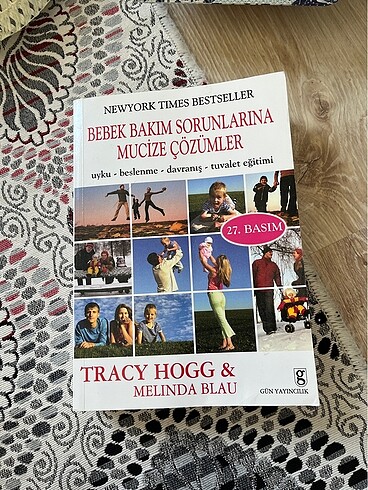 NEWYORK TIMES BESTSELLER
BEBEK BAKIM SORUNLARINA
MUCİZE ÇÖZÜMLER
uyku - beslenme - davranış - tuvalet eğitimi
27. BASIM
TRACY HOGG &
MELINDA BLAU
g
GÜN YAYINCILIK